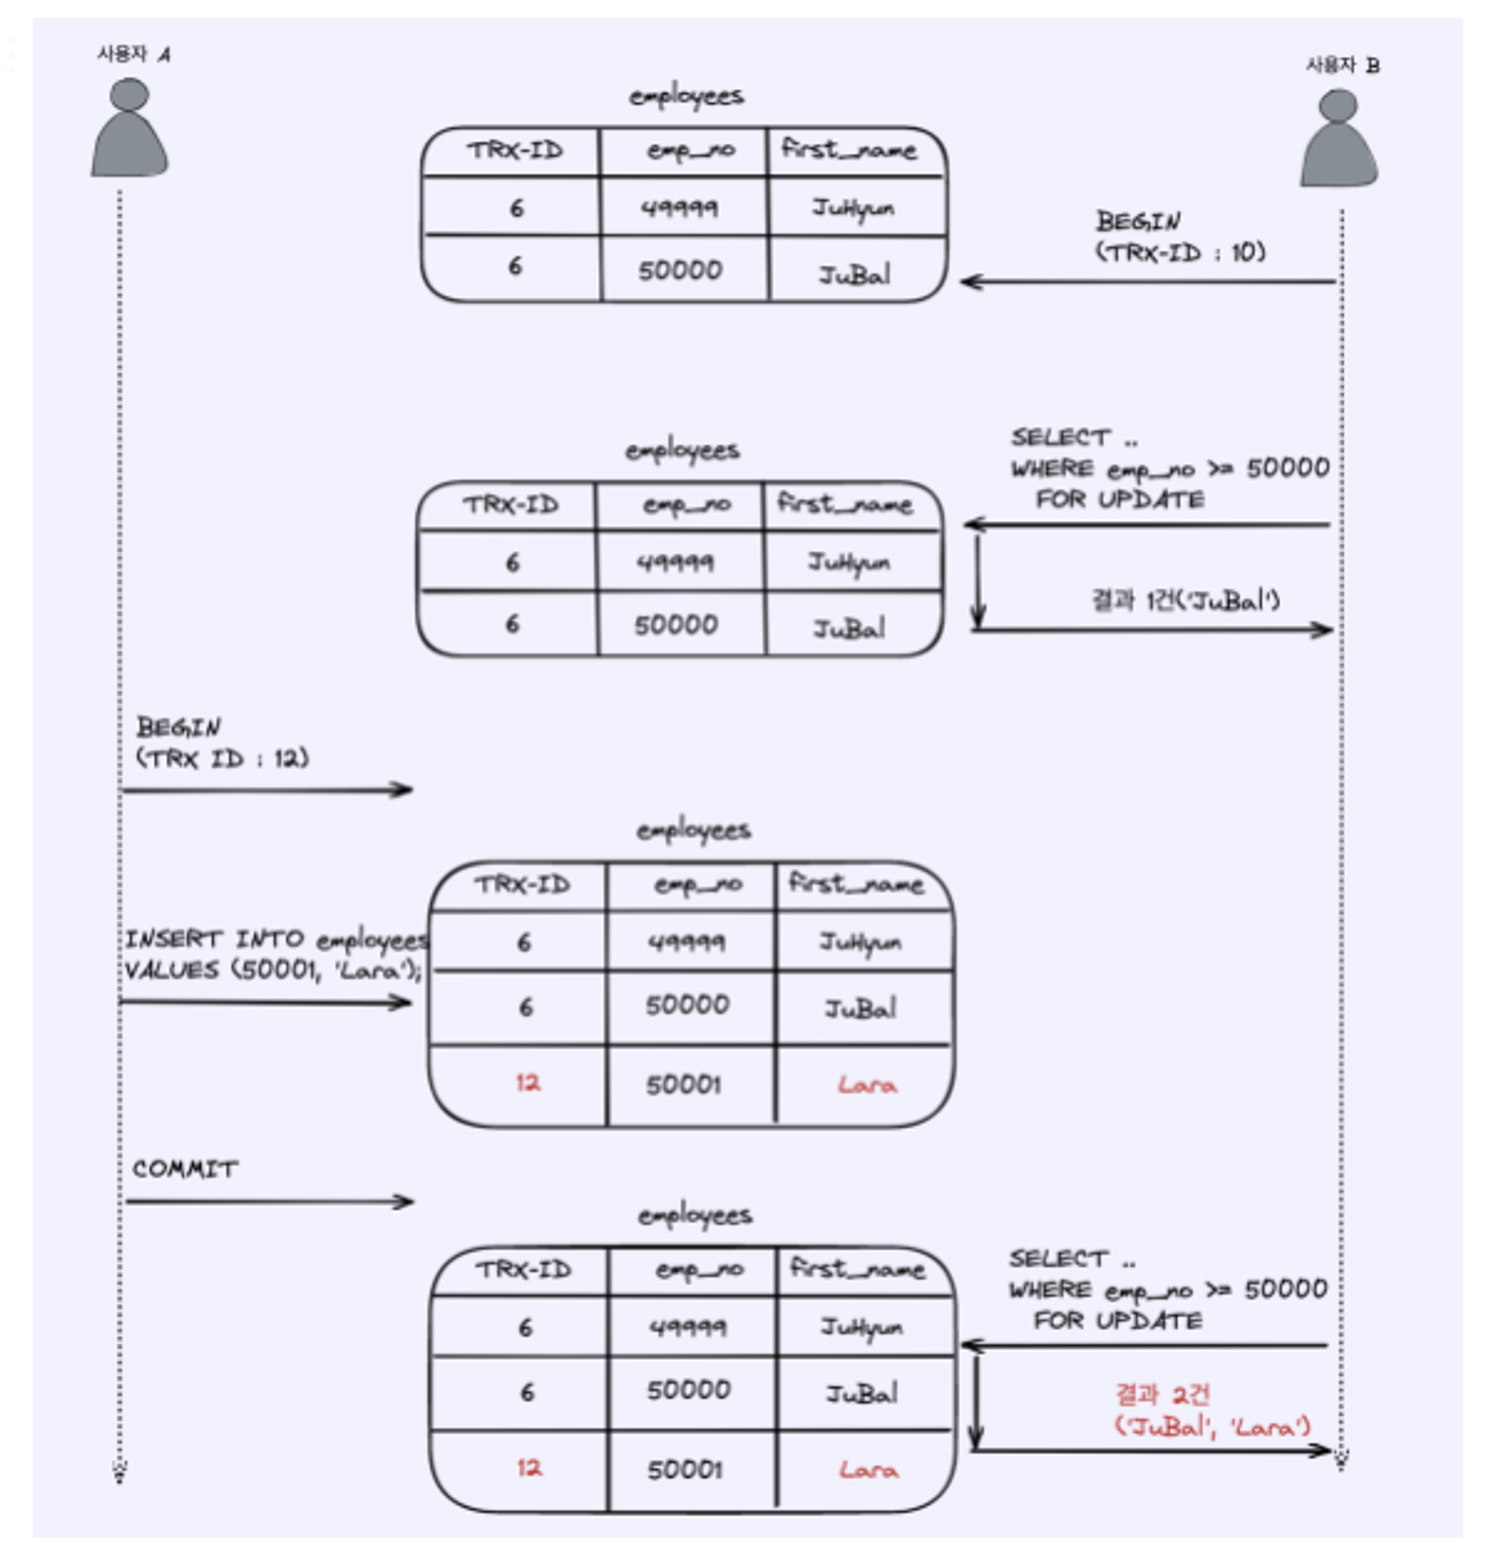 사용자 A
사용자 B
employees
TRX-ID emp_no first_name
6 49999 JuHyun
6 50000 JuBal
BEGIN
(TRX-ID : 10)
employees
TRX-ID emp_no first_name
6 49999 JuHyun
6 50000 JuBal
SELECT ..
WHERE emp_no >= 50000
FOR UPDATE
결과 1건('JuBal')
BEGIN
(TRX ID : 12)
INSERT INTO employees
VALUES (50001, 'Lara');
employees
TRX-ID emp_no first_name
6 49999 JuHyun
6 50000 JuBal
12 50001 Lara
COMMIT
employees
TRX-ID emp_no first_name
6 49999 JuHyun
6 50000 JuBal
12 50001 Lara
SELECT ..
WHERE emp_no >= 50000
FOR UPDATE
결과 2건
('JuBal', 'Lara')